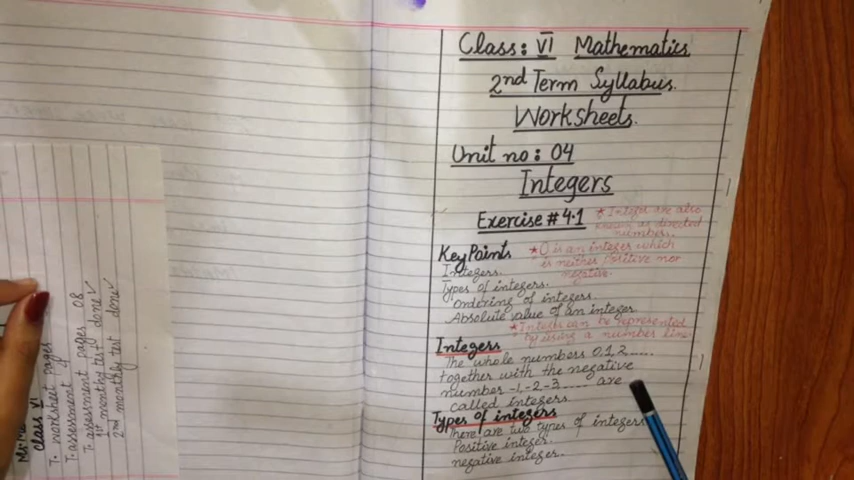 Class: VI Mathematics
2nd Term Syllabus.
Worksheets.
Unit no: 04
Integers
Exercise # 4.1
* Integer are also
known as directed
numbers.
Key Points
* 0 is an integer which
is neither positive nor
negative.
Integers.
Types of integers.
Ordering of integers.
Absolute value of an integer.
* Integer can be represented
by using a number line.
Integers
The whole numbers 0,1,2......
together with the negative
number -1,-2-3...... are
called integers.
Types of integers
There are two types of integers
Positive integer.
negative integer.
class VI
T. worksheet pages
T. assessment of
T. assessment pages 08
1st monthly test done ✓
2nd monthly test done ✓